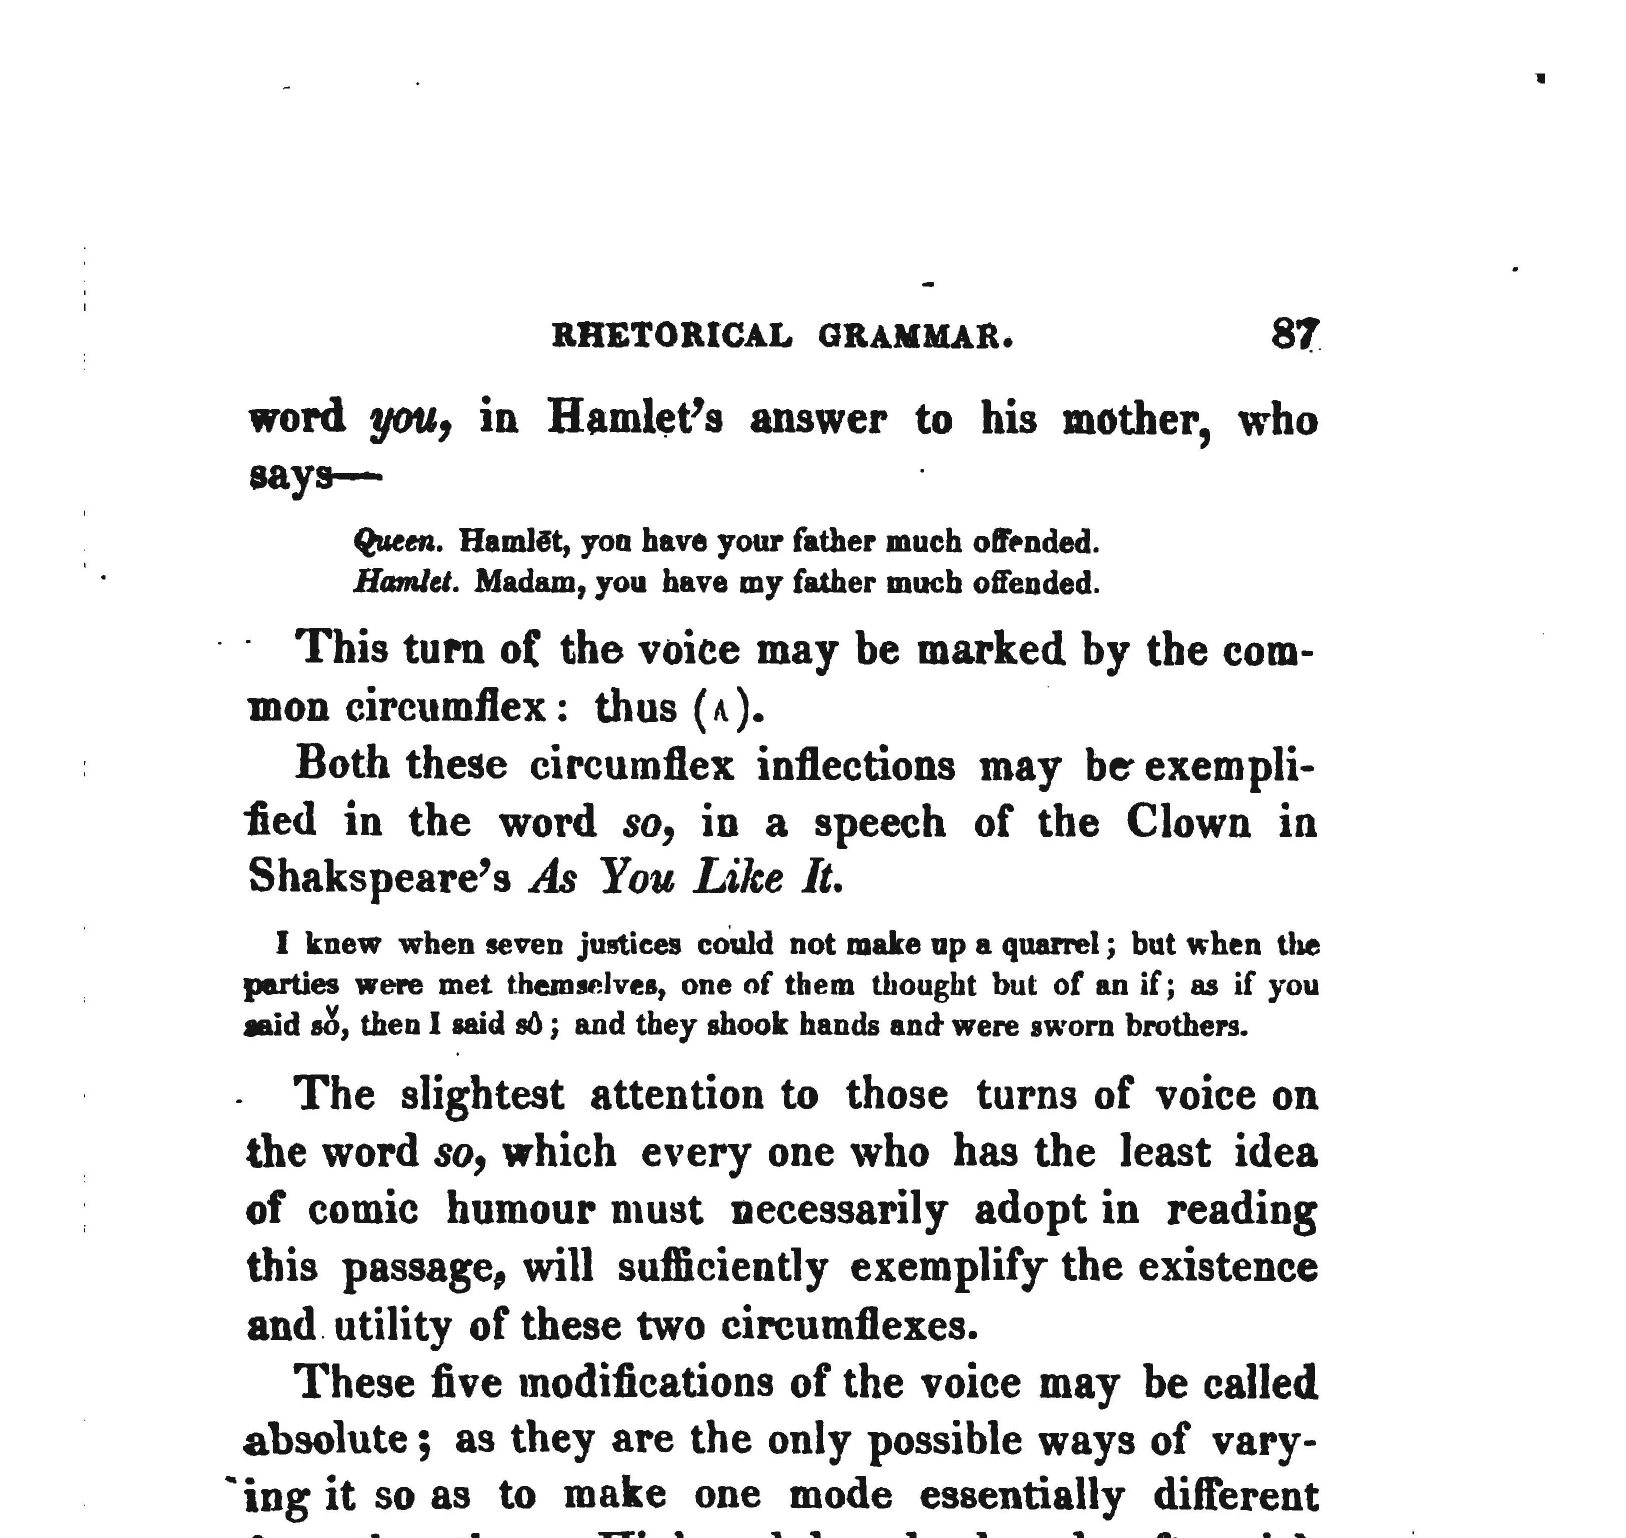 RHETORICAL GRAMMAR. 87
word you, in Hamlet's answer to his mother, who
says—
Queen. Hamlĕt, you have your father much offended.
Hamlet. Madam, you have my father much offended.
This turn of the voice may be marked by the com-
mon circumflex: thus (ʌ).
Both these circumflex inflections may be exempli-
fied in the word so, in a speech of the Clown in
Shakspeare's As You Like It.
I knew when seven justices could not make up a quarrel; but when the
parties were met themselves, one of them thought but of an if; as if you
said sǒ, then I said sô; and they shook hands and were sworn brothers.
The slightest attention to those turns of voice on
the word so, which every one who has the least idea
of comic humour must necessarily adopt in reading
this passage, will sufficiently exemplify the existence
and utility of these two circumflexes.
These five modifications of the voice may be called
absolute; as they are the only possible ways of vary-
ing it so as to make one mode essentially different